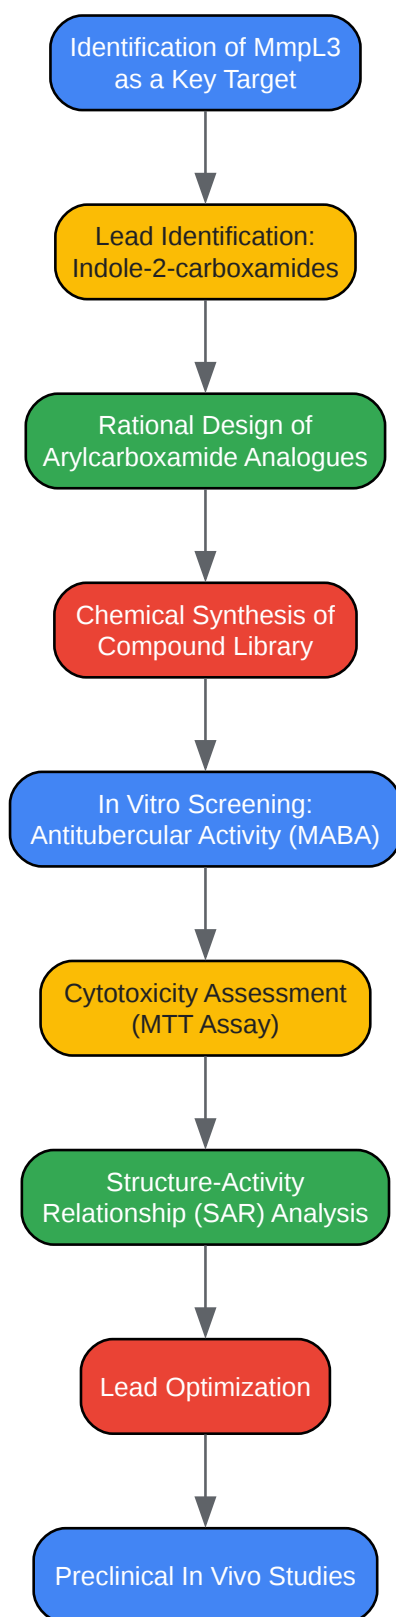 Identification of MmpL3
as a Key Target
Lead Identification:
Indole-2-carboxamides
Rational Design of
Arylcarboxamide Analogues
Chemical Synthesis of
Compound Library
In Vitro Screening:
Antitubercular Activity (MABA)
Cytotoxicity Assessment
(MTT Assay)
Structure-Activity
Relationship (SAR) Analysis
Lead Optimization
Preclinical In Vivo Studies